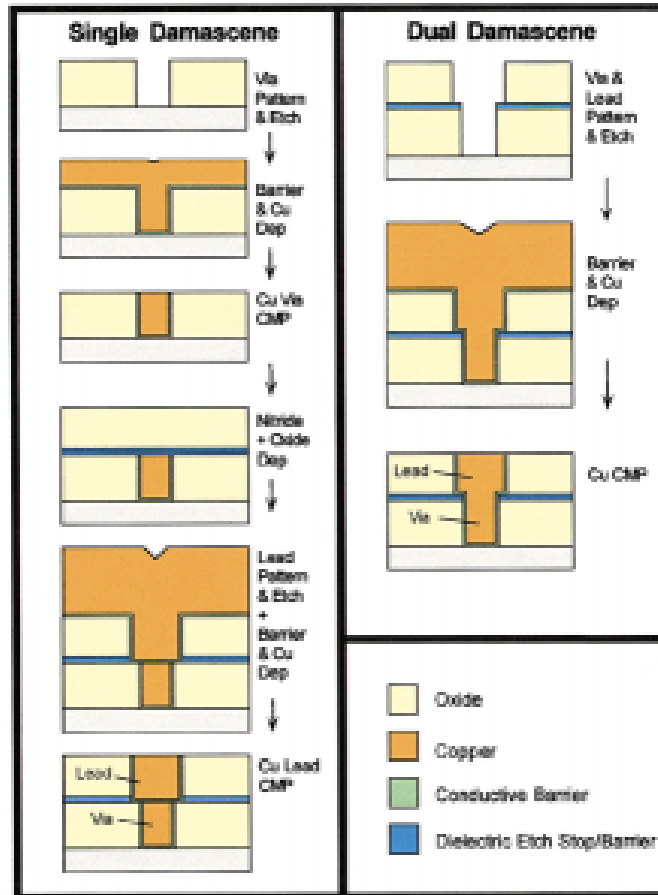 Single Damascene
Via
Pattern
& Etch
Barrier
& Cu
Dep
Cu Via
CMP
Nitride
+ Oxide
Dep
Lead
Pattern
& Etch
+
Barrier
& Cu
Dep
Lead
Via
Cu Lead
CMP
Dual Damascene
Via &
Lead
Pattern
& Etch
Barrier
& Cu
Dep
Lead
Via
Cu CMP
Oxide
Copper
Conductive Barrier
Dielectric Etch Stop/Barrier